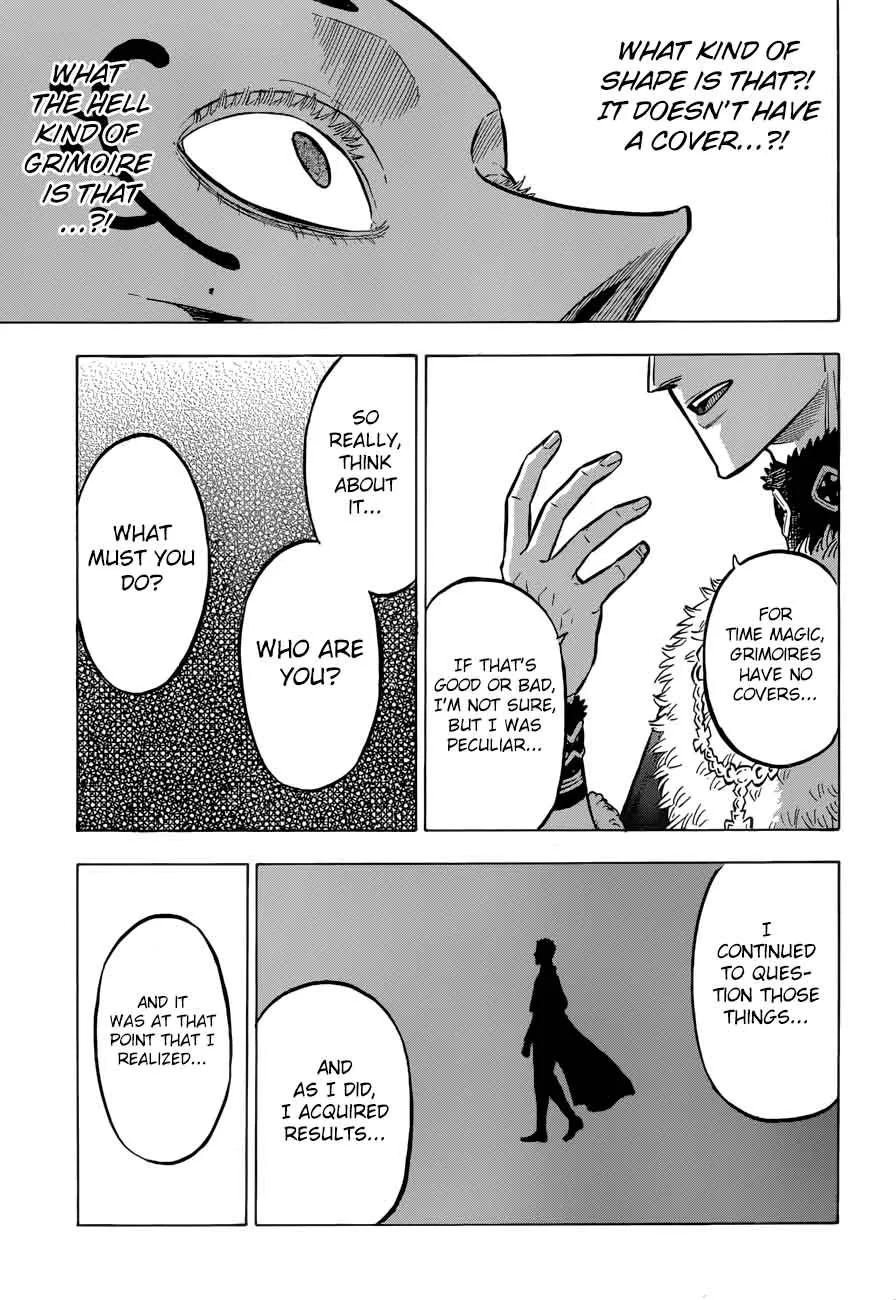 WHAT KIND OF
SHAPE IS THAT?!
IT DOESN'T HAVE
A COVER...?!
WHAT
THE HELL
KIND OF
GRIMOIRE
IS THAT
...?!
FOR
TIME MAGIC,
GRIMOIRES
HAVE NO
COVERS...
IF THAT'S
GOOD OR BAD,
I'M NOT SURE,
BUT I WAS
PECULIAR...
SO
REALLY,
THINK
ABOUT
IT...
WHO ARE
YOU?
WHAT
MUST YOU
DO?
I
CONTINUED
TO QUES-
TION THOSE
THINGS...
AND
AS I DID,
I ACQUIRED
RESULTS...
AND IT
WAS AT THAT
POINT THAT I
REALIZED...